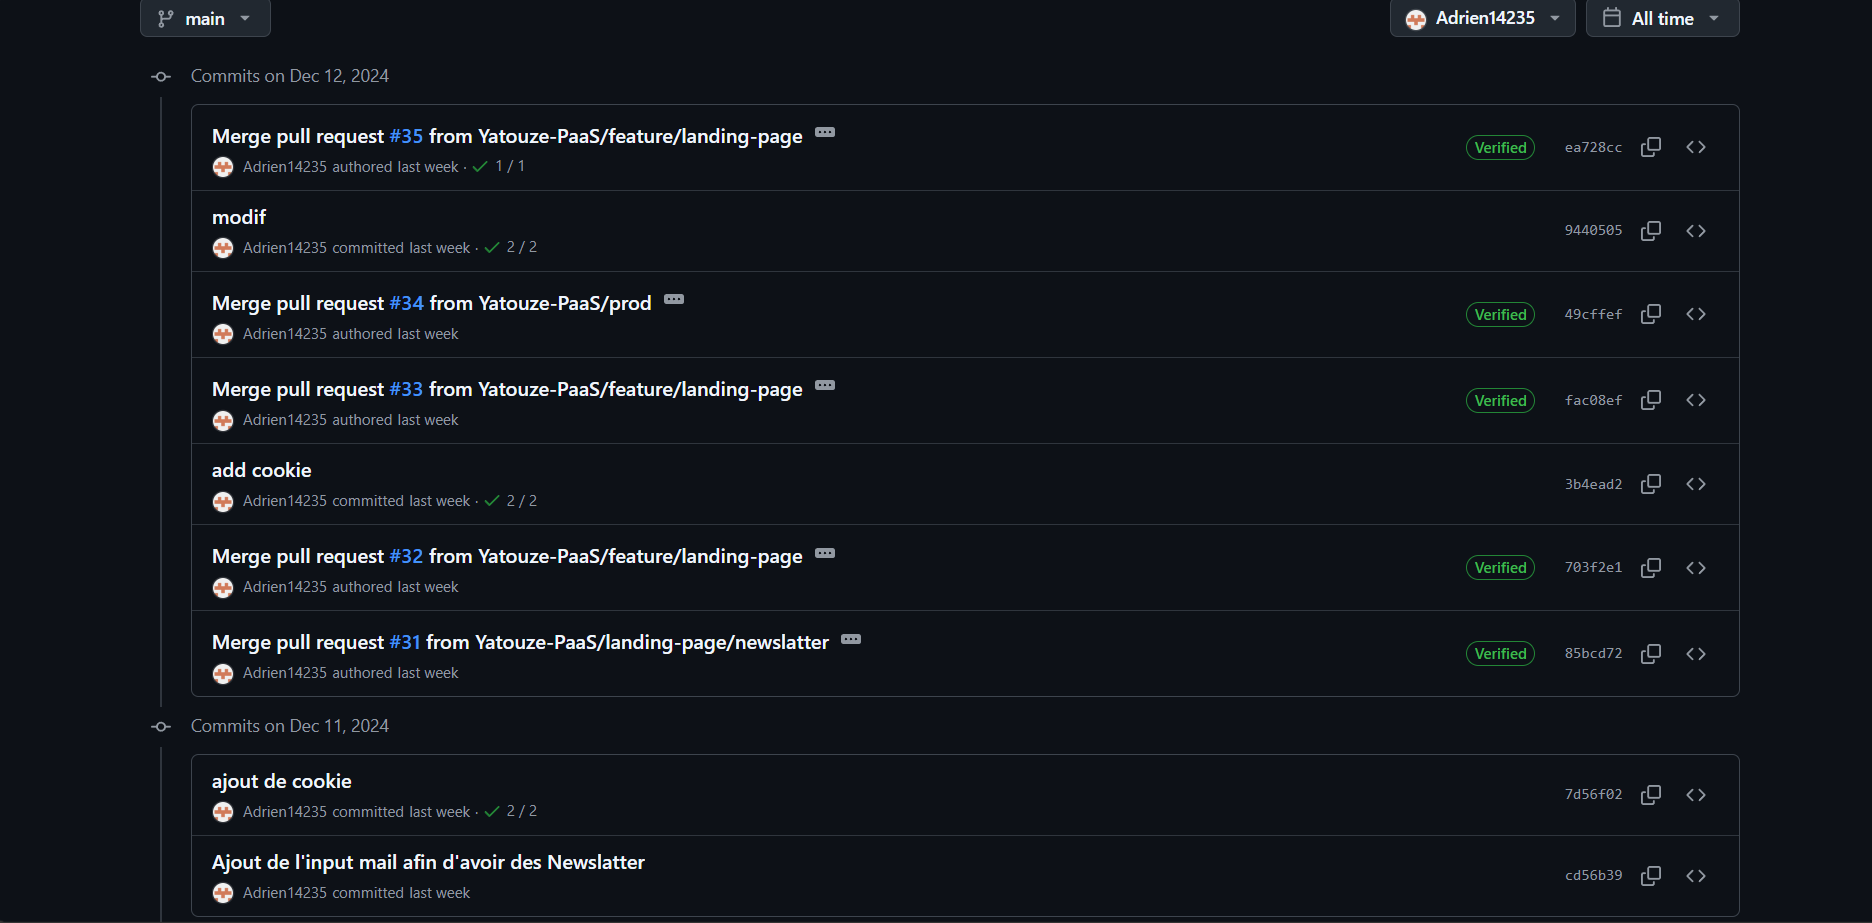 main
Adrien14235
All time
Commits on Dec 12, 2024
Merge pull request #35 from Yatouze-PaaS/feature/landing-page
Adrien14235 authored last week · 1 / 1
Verified
ea728cc
modif
Adrien14235 committed last week · 2 / 2
9440505
Merge pull request #34 from Yatouze-PaaS/prod
Adrien14235 authored last week
Verified
49cffef
Merge pull request #33 from Yatouze-PaaS/feature/landing-page
Adrien14235 authored last week
Verified
fac08ef
add cookie
Adrien14235 committed last week · 2 / 2
3b4ead2
Merge pull request #32 from Yatouze-PaaS/feature/landing-page
Adrien14235 authored last week
Verified
703f2e1
Merge pull request #31 from Yatouze-PaaS/landing-page/newslatter
Adrien14235 authored last week
Verified
85bcd72
Commits on Dec 11, 2024
ajout de cookie
Adrien14235 committed last week · 2 / 2
7d56f02
Ajout de l'input mail afin d'avoir des Newslatter
Adrien14235 committed last week
cd56b39